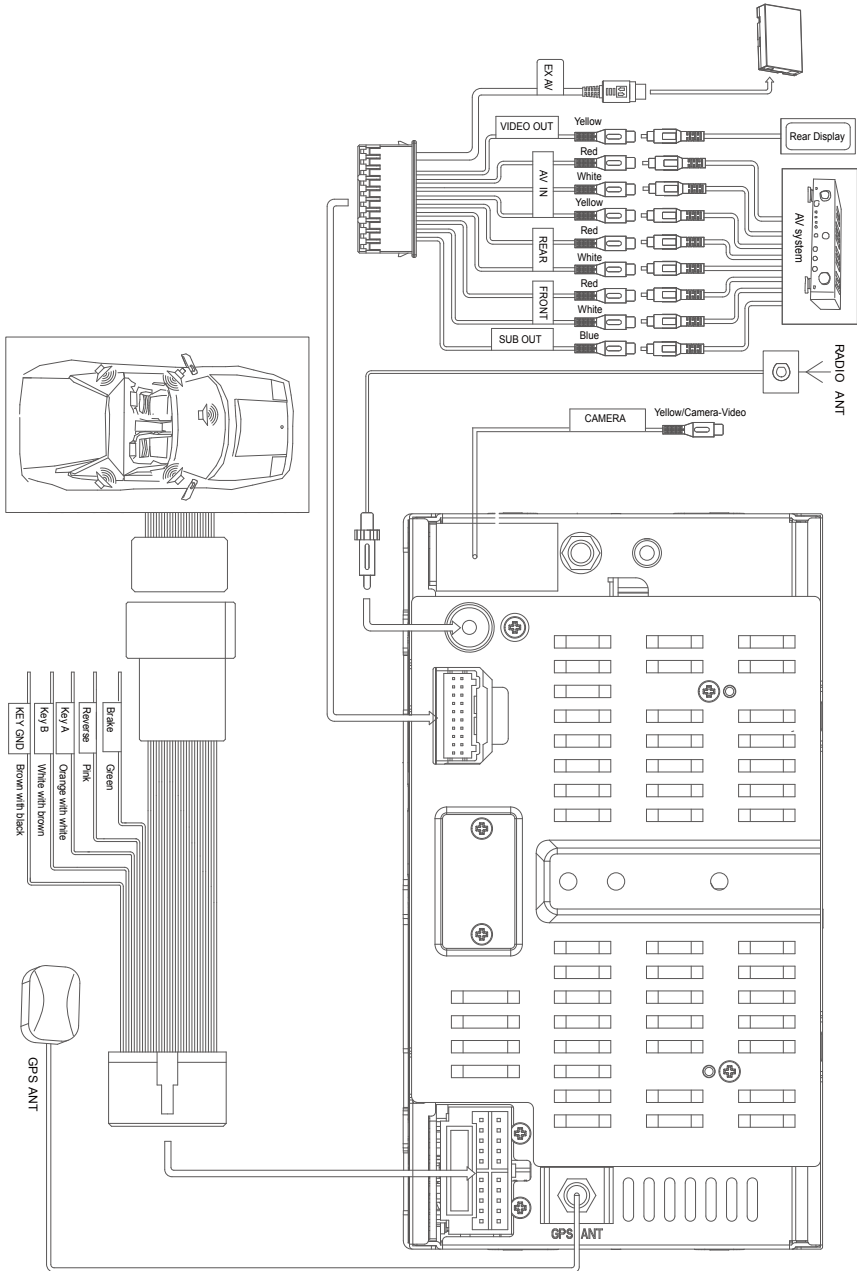 EX AV
VIDEO OUT
Yellow
Rear Display
Red
AV IN
White
Yellow
AV system
Red
REAR
White
Red
FRONT
White
SUB OUT
Blue
RADIO ANT
CAMERA
Yellow/Camera-Video
Brake Green
Reverse Pink
Key A Orange with white
Key B White with brown
KEY GND Brown with black
GPS ANT
GPS ANT